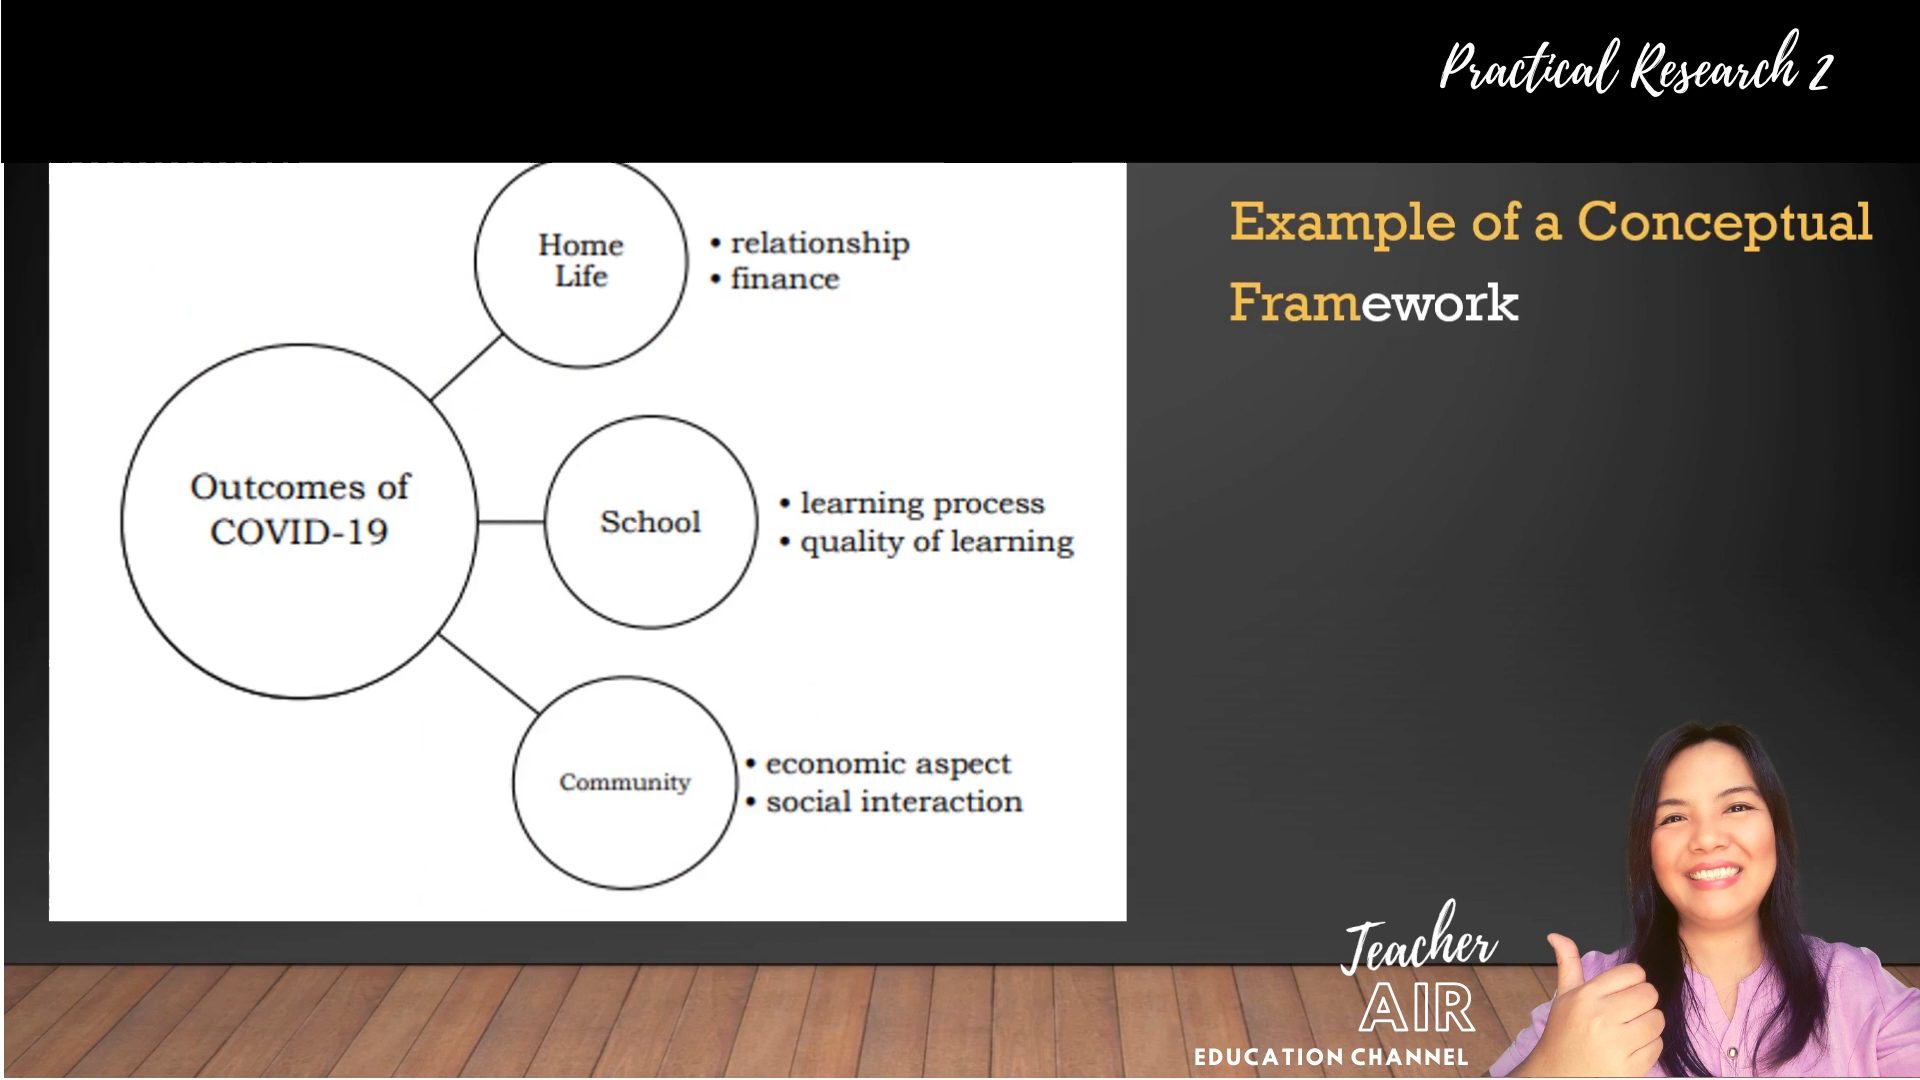 Practical Research 2
Example of a Conceptual
Framework
Home
Life
• relationship
• finance
Outcomes of
COVID-19
School
• learning process
• quality of learning
Community
• economic aspect
• social interaction
Teacher
AIR
EDUCATION CHANNEL